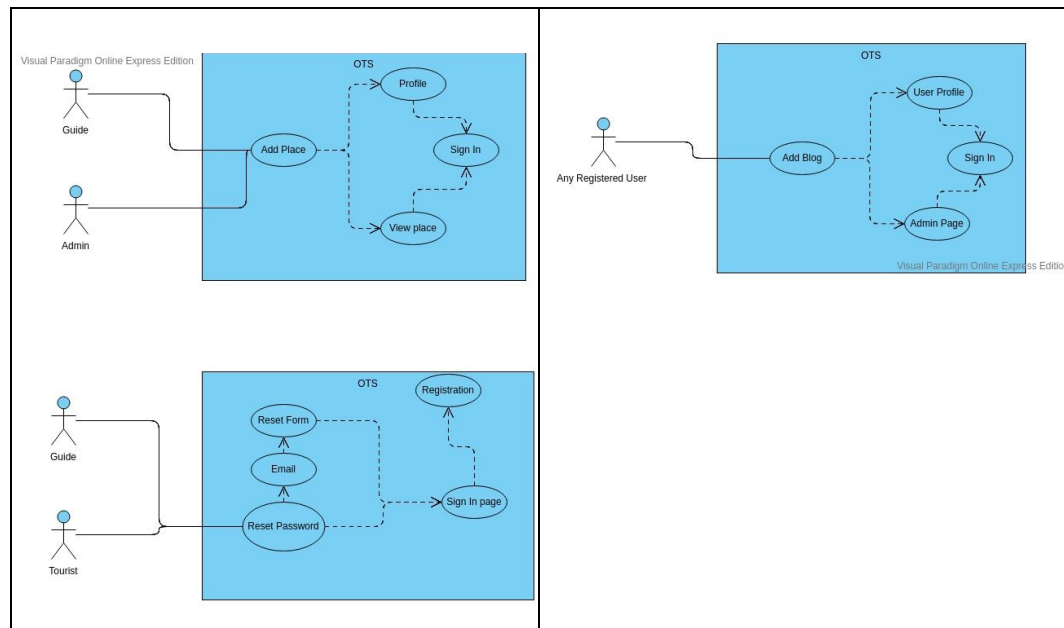 Visual Paradigm Online Express Edition
OTS
Profile
Guide
Add Place
Sign In
View place
Admin
OTS
User Profile
Any Registered User
Add Blog
Sign In
Admin Page
Visual Paradigm Online Express Edition
OTS
Registration
Reset Form
Guide
Email
Sign In page
Reset Password
Tourist